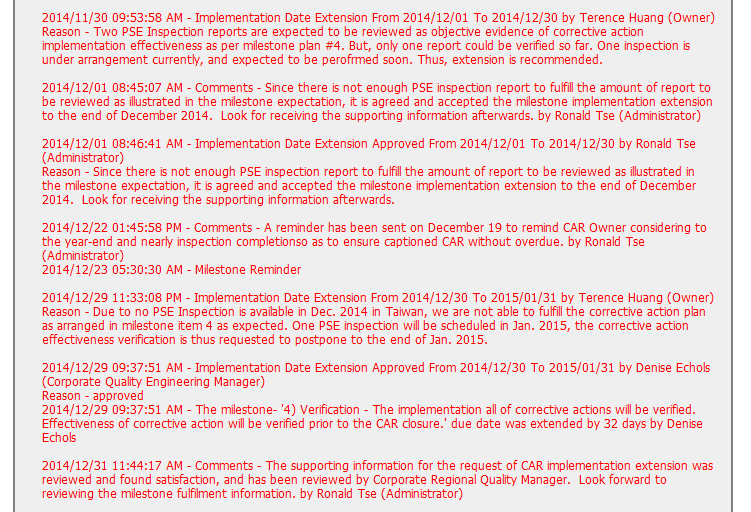 2014/11/30 09:53:58 AM - Implementation Date Extension From 2014/12/01 To 2014/12/30 by Terence Huang (Owner)
Reason - Two PSE Inspection reports are expected to be reviewed as objective evidence of corrective action
implementation effectiveness as per milestone plan #4. But, only one report could be verified so far. One inspection is
under arrangement currently, and expected to be perofrmed soon. Thus, extension is recommended.
2014/12/01 08:45:07 AM - Comments - Since there is not enough PSE inspection report to fulfill the amount of report to
be reviewed as illustrated in the milestone expectation, it is agreed and accepted the milestone implementation extension
to the end of December 2014.  Look for receiving the supporting information afterwards. by Ronald Tse (Administrator)
2014/12/01 08:46:41 AM - Implementation Date Extension Approved From 2014/12/01 To 2014/12/30 by Ronald Tse
(Administrator)
Reason - Since there is not enough PSE inspection report to fulfill the amount of report to be reviewed as illustrated in
the milestone expectation, it is agreed and accepted the milestone implementation extension to the end of December
2014.  Look for receiving the supporting information afterwards.
2014/12/22 01:45:58 PM - Comments - A reminder has been sent on December 19 to remind CAR Owner considering to
the year-end and nearly inspection completionso as to ensure captioned CAR without overdue. by Ronald Tse
(Administrator)
2014/12/23 05:30:30 AM - Milestone Reminder
2014/12/29 11:33:08 PM - Implementation Date Extension From 2014/12/30 To 2015/01/31 by Terence Huang (Owner)
Reason - Due to no PSE Inspection is available in Dec. 2014 in Taiwan, we are not able to fulfill the corrective action plan
as arranged in milestone item 4 as expected. One PSE inspection will be scheduled in Jan. 2015, the corrective action
effectiveness verification is thus requested to postpone to the end of Jan. 2015.
2014/12/29 09:37:51 AM - Implementation Date Extension Approved From 2014/12/30 To 2015/01/31 by Denise Echols
(Corporate Quality Engineering Manager)
Reason - approved
2014/12/29 09:37:51 AM - The milestone- '4) Verification - The implementation all of corrective actions will be verified.
Effectiveness of corrective action will be verified prior to the CAR closure.' due date was extended by 32 days by Denise
Echols
2014/12/31 11:44:17 AM - Comments - The supporting information for the request of CAR implementation extension was
reviewed and found satisfaction, and has been reviewed by Corporate Regional Quality Manager.  Look forward to
reviewing the milestone fulfilment information. by Ronald Tse (Administrator)